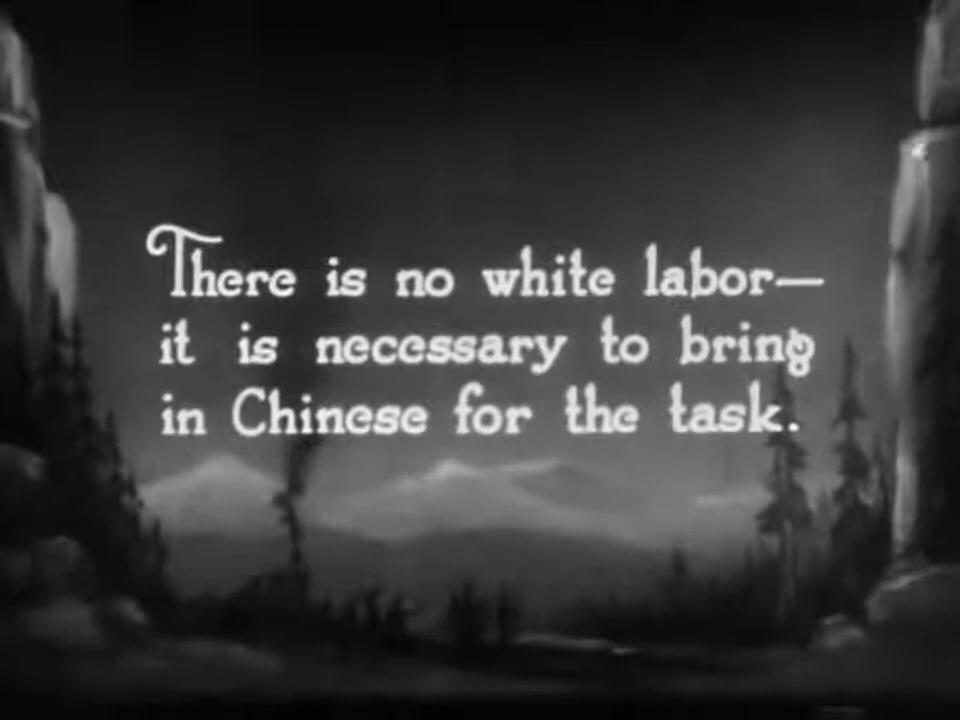 There is no white labor—
it is necessary to bring
in Chinese for the task.